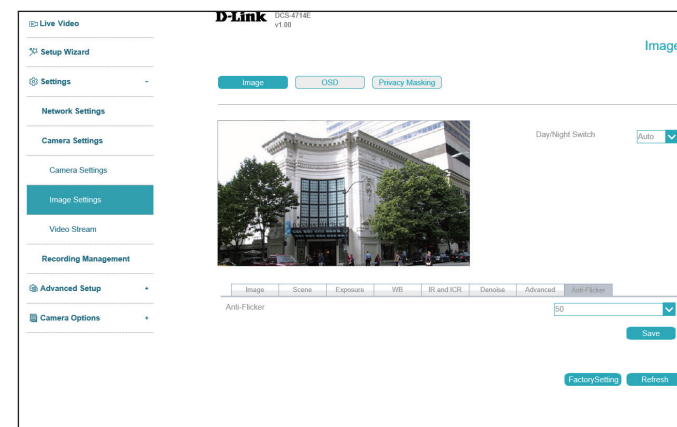 D-Link DCS-4714E
v1.00
Live Video
Setup Wizard
Settings -
Network Settings
Camera Settings
Camera Settings
Image Settings
Video Stream
Recording Management
Advanced Setup +
Camera Options +
Image
Image OSD Privacy Masking
Day/Night Switch Auto
Image Scene Exposure WB IR and ICR Denoise Advanced Anti-Flicker
Anti-Flicker 50
Save
FactorySetting Refresh